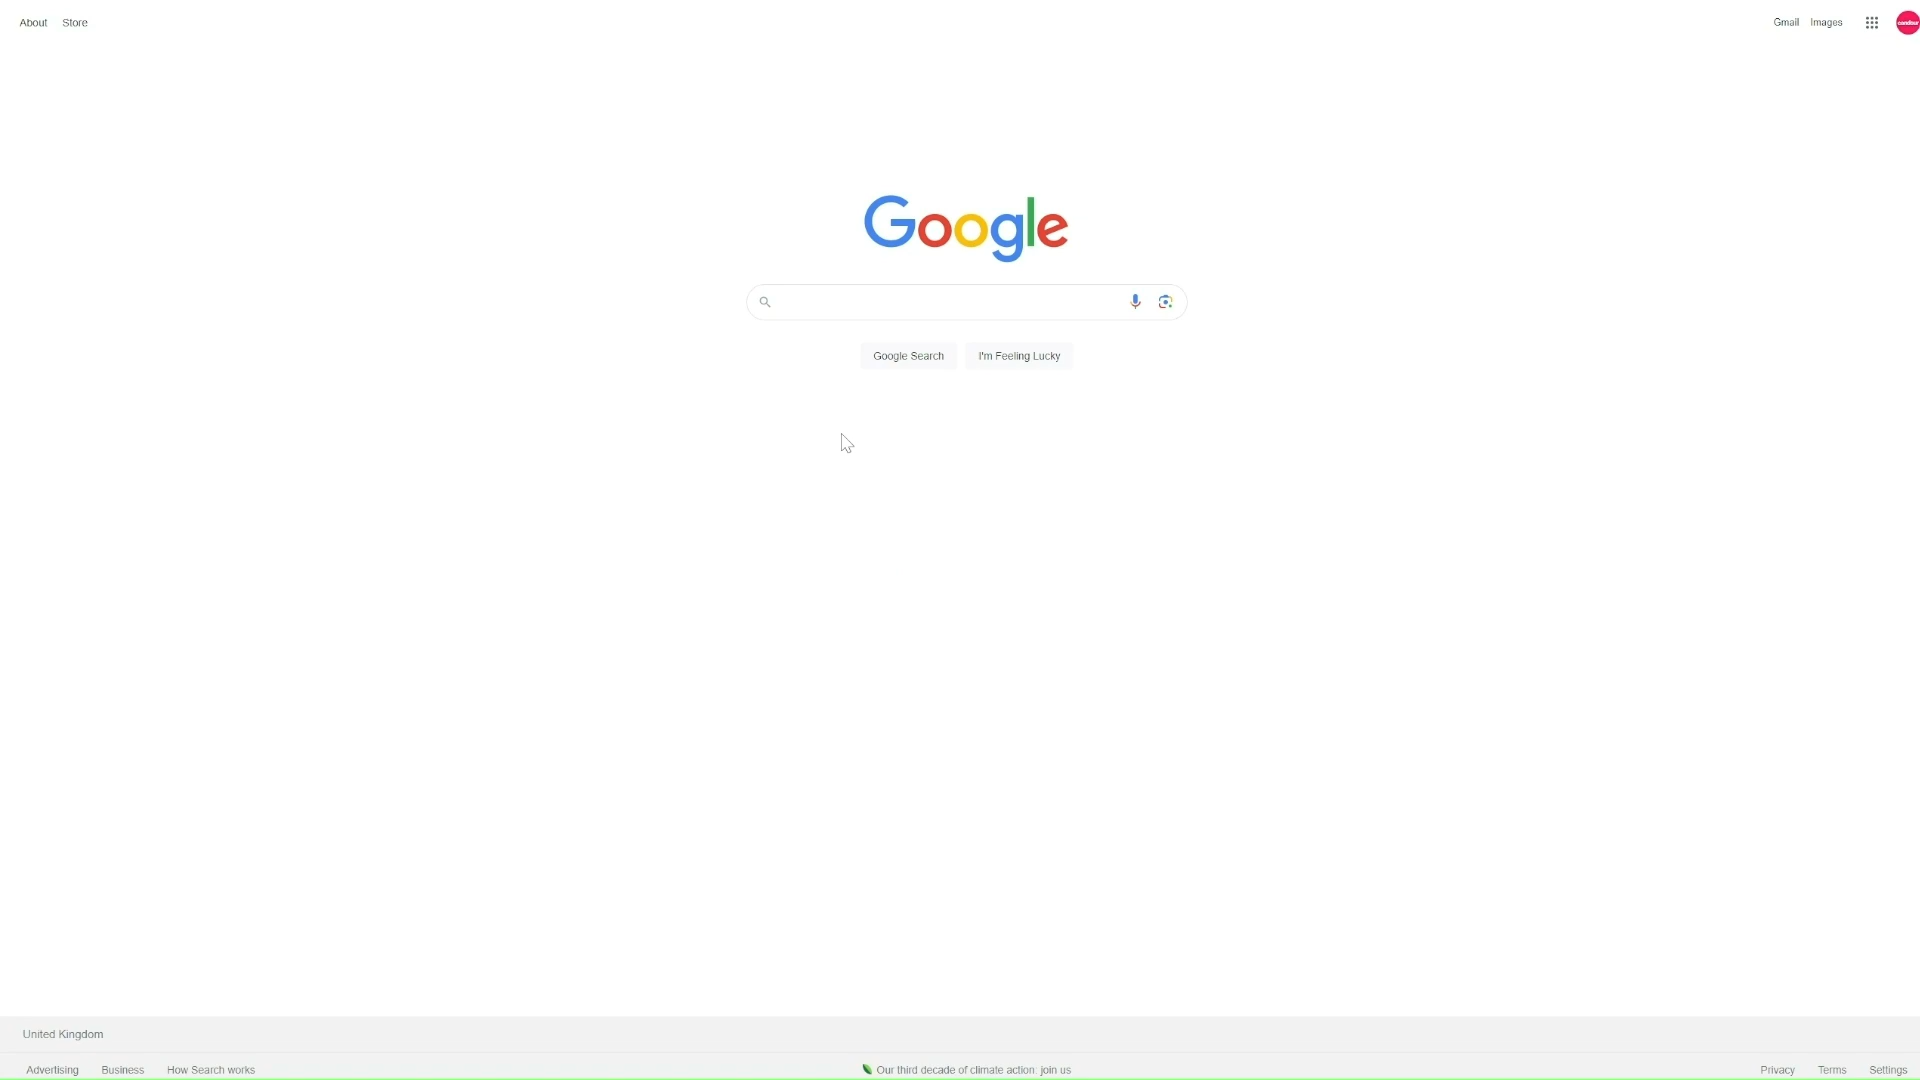 About Store
Gmail Images
candour
Google
Google Search I'm Feeling Lucky
United Kingdom
Advertising Business How Search works
Our third decade of climate action: join us
Privacy Terms Settings